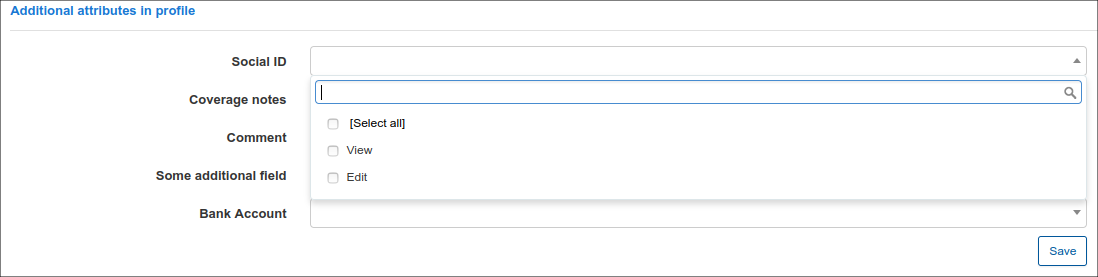 Additional attributes in profile
Social ID
Coverage notes
[Select all]
Comment
View
Some additional field
Edit
Bank Account
Save